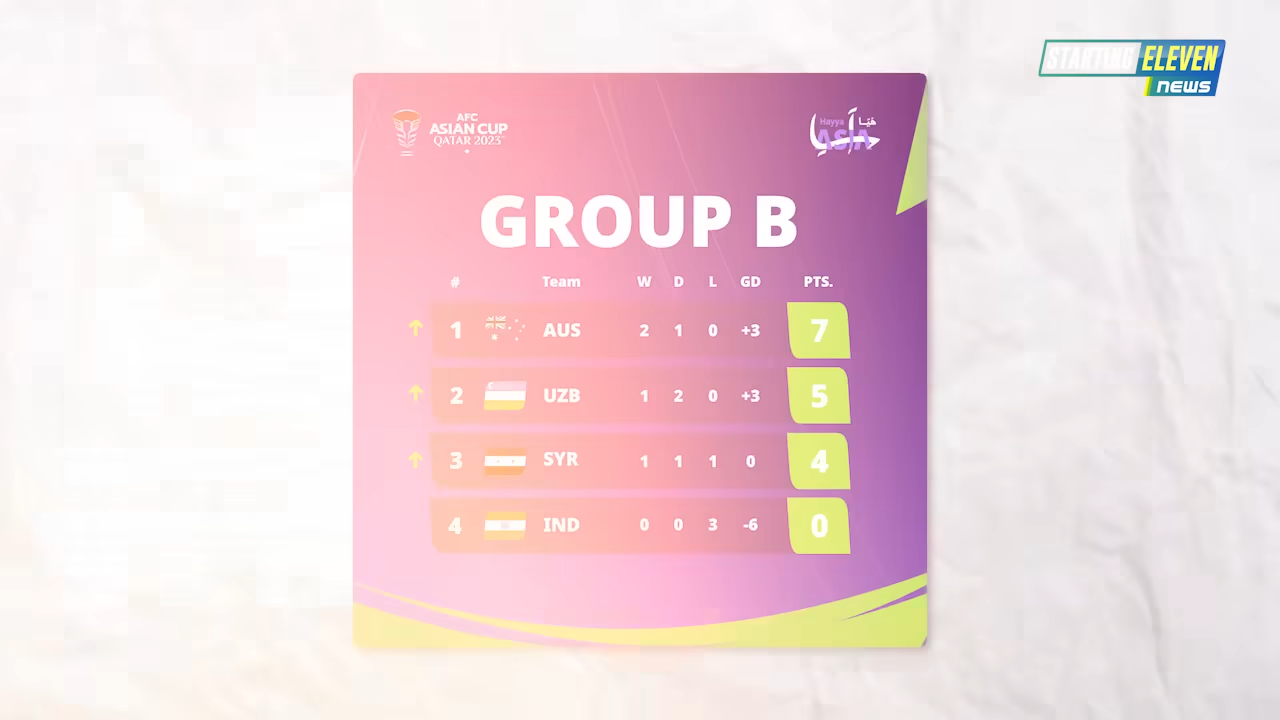 STARTING ELEVEN
news
AFC
ASIAN CUP
QATAR 2023
Hayya هَيّا
ASIA آسيا
GROUP B
# Team W D L GD PTS.
1 AUS 2 1 0 +3 7
2 UZB 1 2 0 +3 5
3 SYR 1 1 1 0 4
4 IND 0 0 3 -6 0